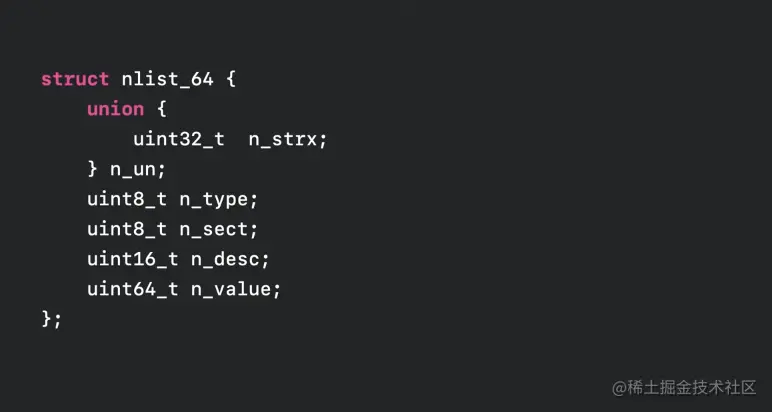 struct nlist_64 {
    union {
        uint32_t  n_strx;
    } n_un;
    uint8_t n_type;
    uint8_t n_sect;
    uint16_t n_desc;
    uint64_t n_value;
};
@稀土掘金技术社区